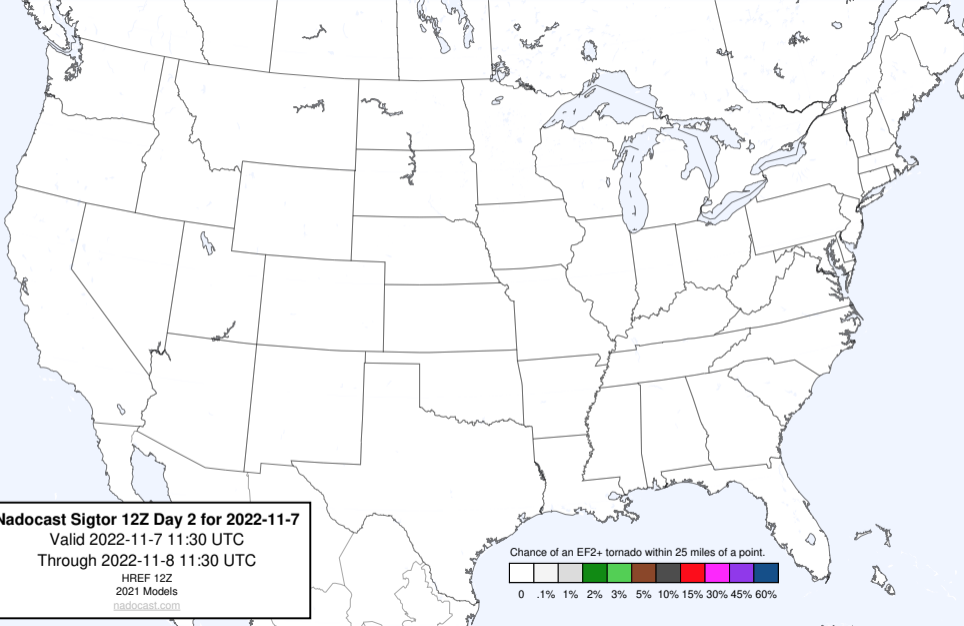 Nadocast Sigtor 12Z Day 2 for 2022-11-7
Valid 2022-11-7 11:30 UTC
Through 2022-11-8 11:30 UTC
HREF 12Z
2021 Models
nadocast.com
Chance of an EF2+ tornado within 25 miles of a point.
0 .1% 1% 2% 3% 5% 10% 15% 30% 45% 60%